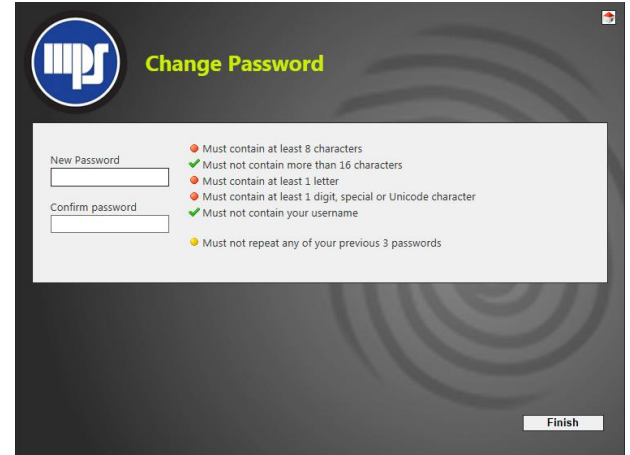 mps
Change Password
New Password
Confirm password
Must contain at least 8 characters
Must not contain more than 16 characters
Must contain at least 1 letter
Must contain at least 1 digit, special or Unicode character
Must not contain your username
Must not repeat any of your previous 3 passwords
Finish